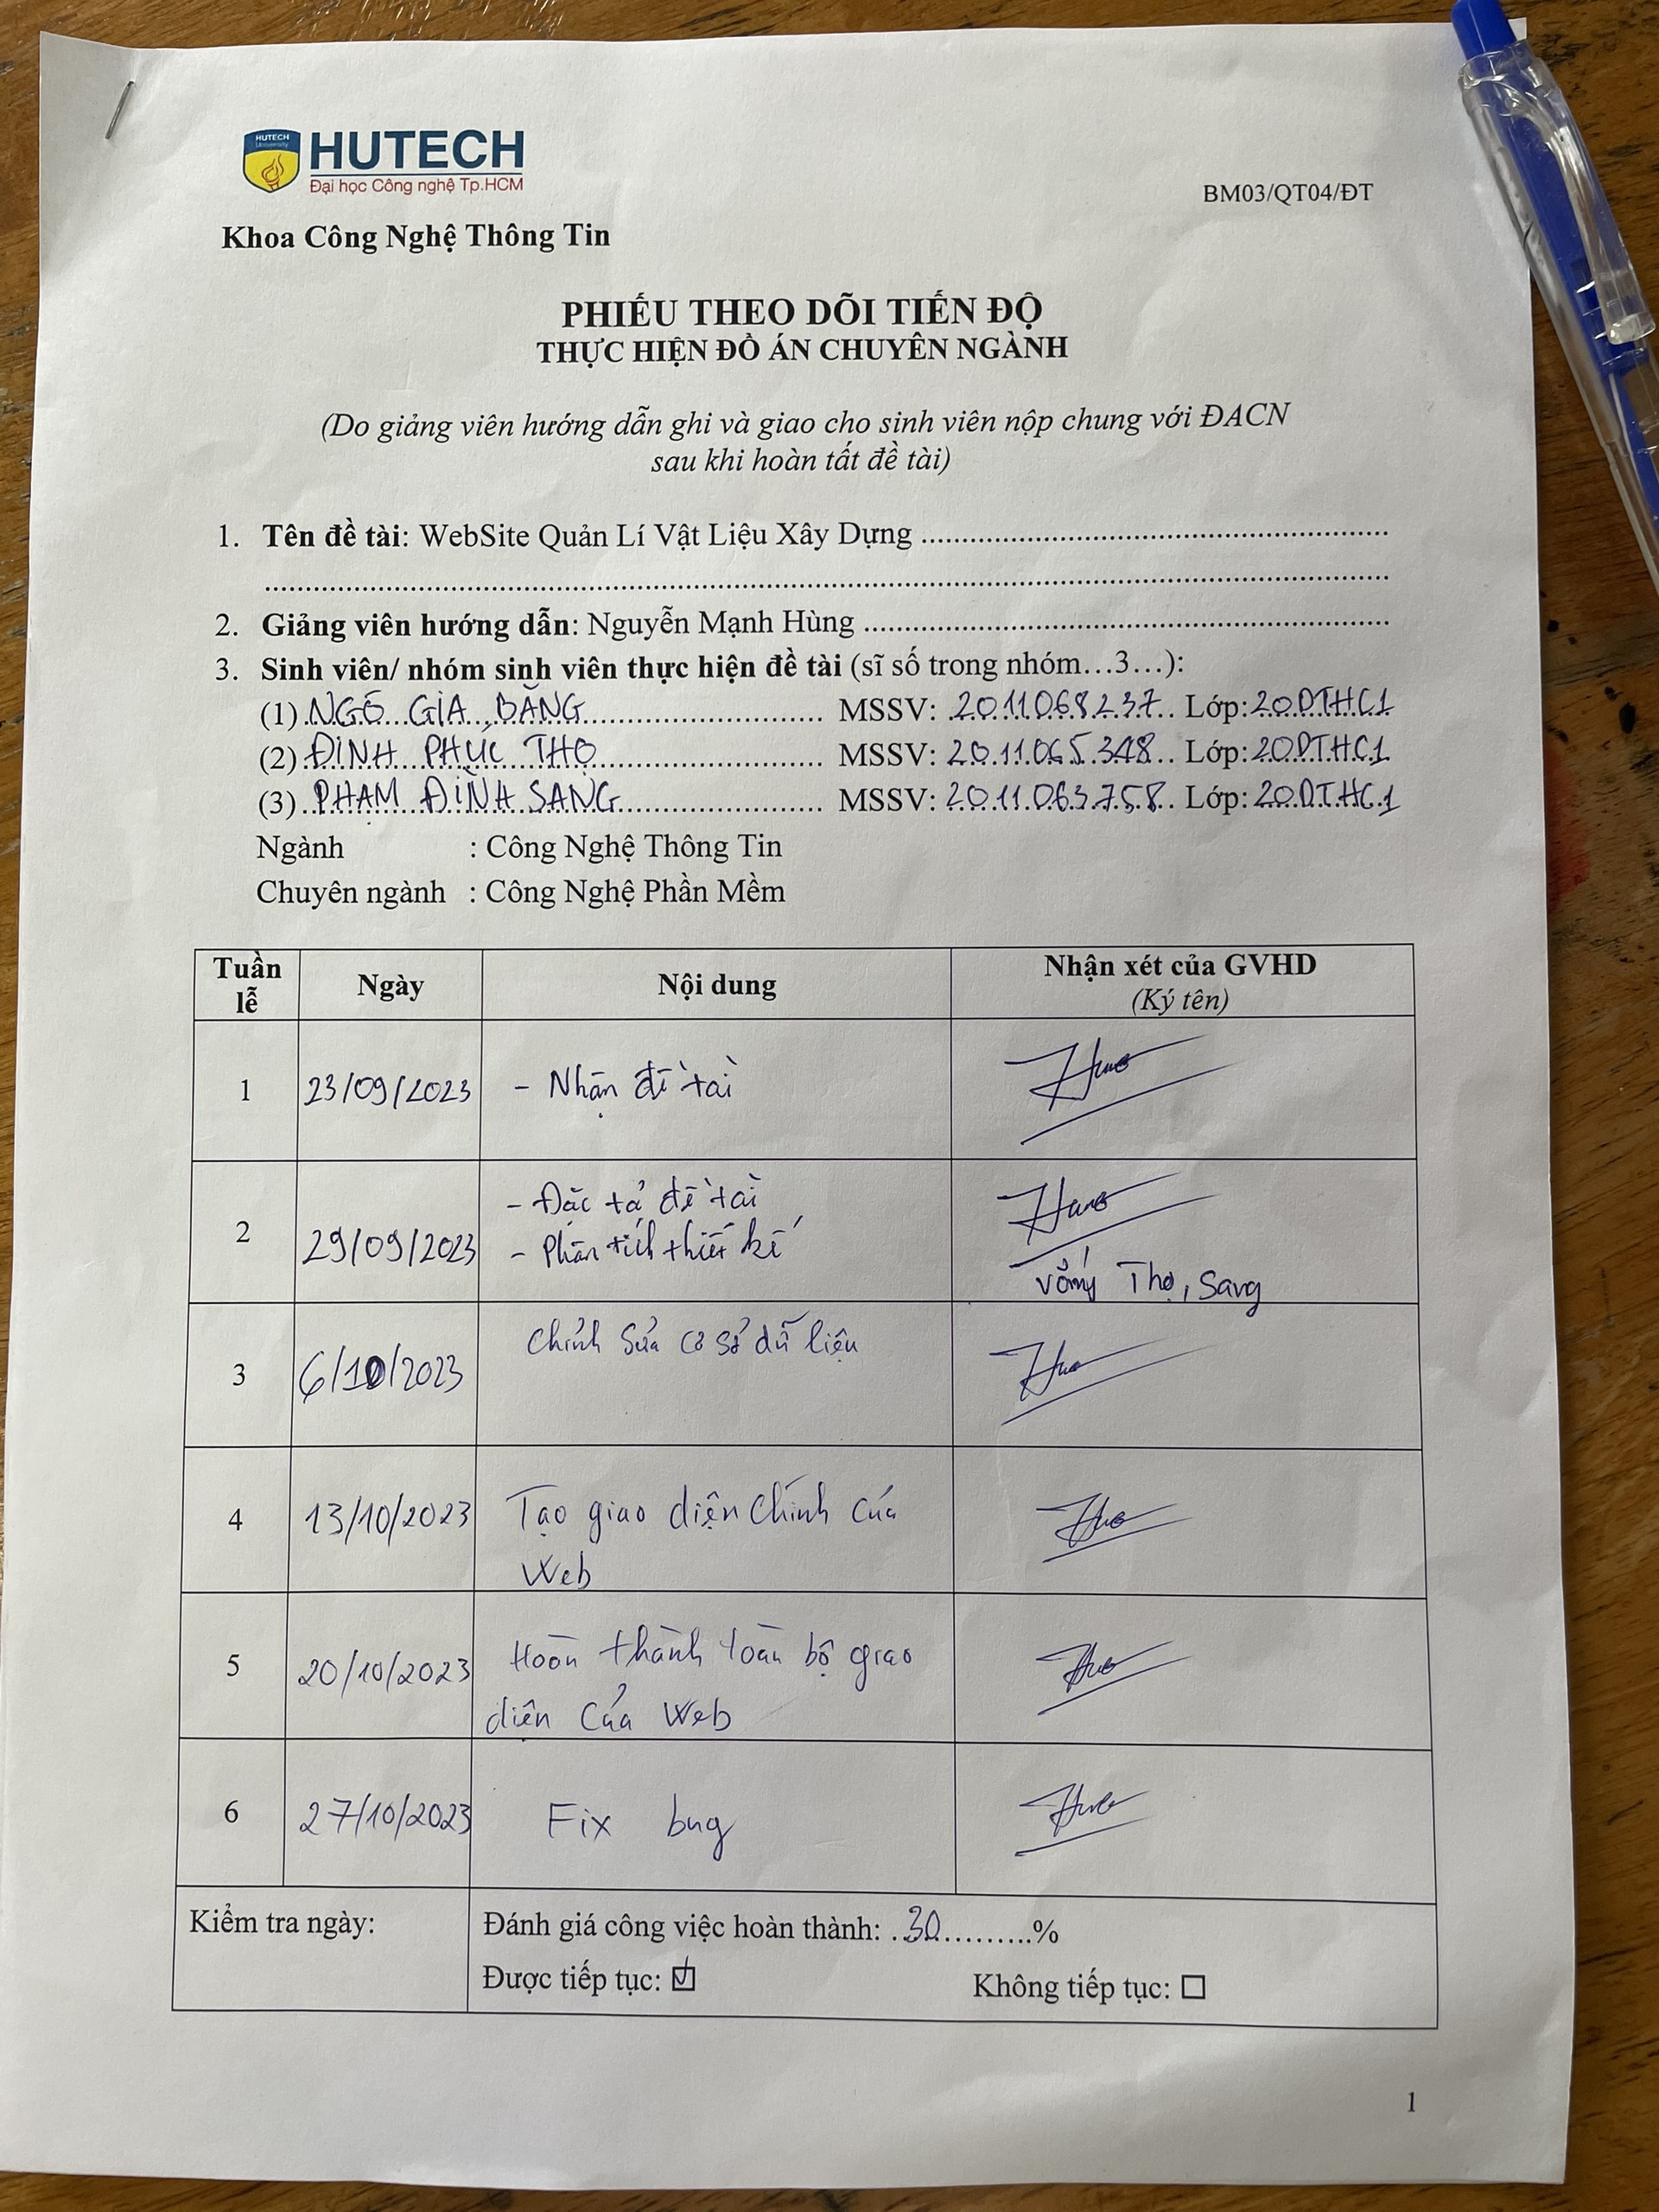 HUTECH
University
HUTECH
Đại học Công nghệ Tp.HCM
BM03/QT04/ĐT
Khoa Công Nghệ Thông Tin
PHIẾU THEO DÕI TIẾN ĐỘ
THỰC HIỆN ĐỒ ÁN CHUYÊN NGÀNH
(Do giảng viên hướng dẫn ghi và giao cho sinh viên nộp chung với ĐACN
sau khi hoàn tất đề tài)
1. Tên đề tài: WebSite Quản Lí Vật Liệu Xây Dựng
2. Giảng viên hướng dẫn: Nguyễn Mạnh Hùng
3. Sinh viên/ nhóm sinh viên thực hiện đề tài (sĩ số trong nhóm…3…):
(1) NGÔ GIA BẢNG MSSV: 2011068237 Lớp: 20DTHC1
(2) ĐINH PHÚC THỌ MSSV: 2011065348 Lớp: 20DTHC1
(3) PHẠM ĐÌNH SANG MSSV: 2011063758 Lớp: 20DTHC1
Ngành : Công Nghệ Thông Tin
Chuyên ngành : Công Nghệ Phần Mềm
Tuần lễ Ngày Nội dung Nhận xét của GVHD
(Ký tên)
1 23/09/2023 - Nhận đề tài
2 29/09/2023 - Đặc tả đề tài
- Phân tích thiết kế
vắng Thọ, Sang
3 6/10/2023 Chỉnh sửa cơ sở dữ liệu
4 13/10/2023 Tạo giao diện chính của
Web
5 20/10/2023 Hoàn thành toàn bộ giao
diện của Web
6 27/10/2023 Fix bug
Kiểm tra ngày: Đánh giá công việc hoàn thành: 30 %
Được tiếp tục: ☑ Không tiếp tục: ☐
1